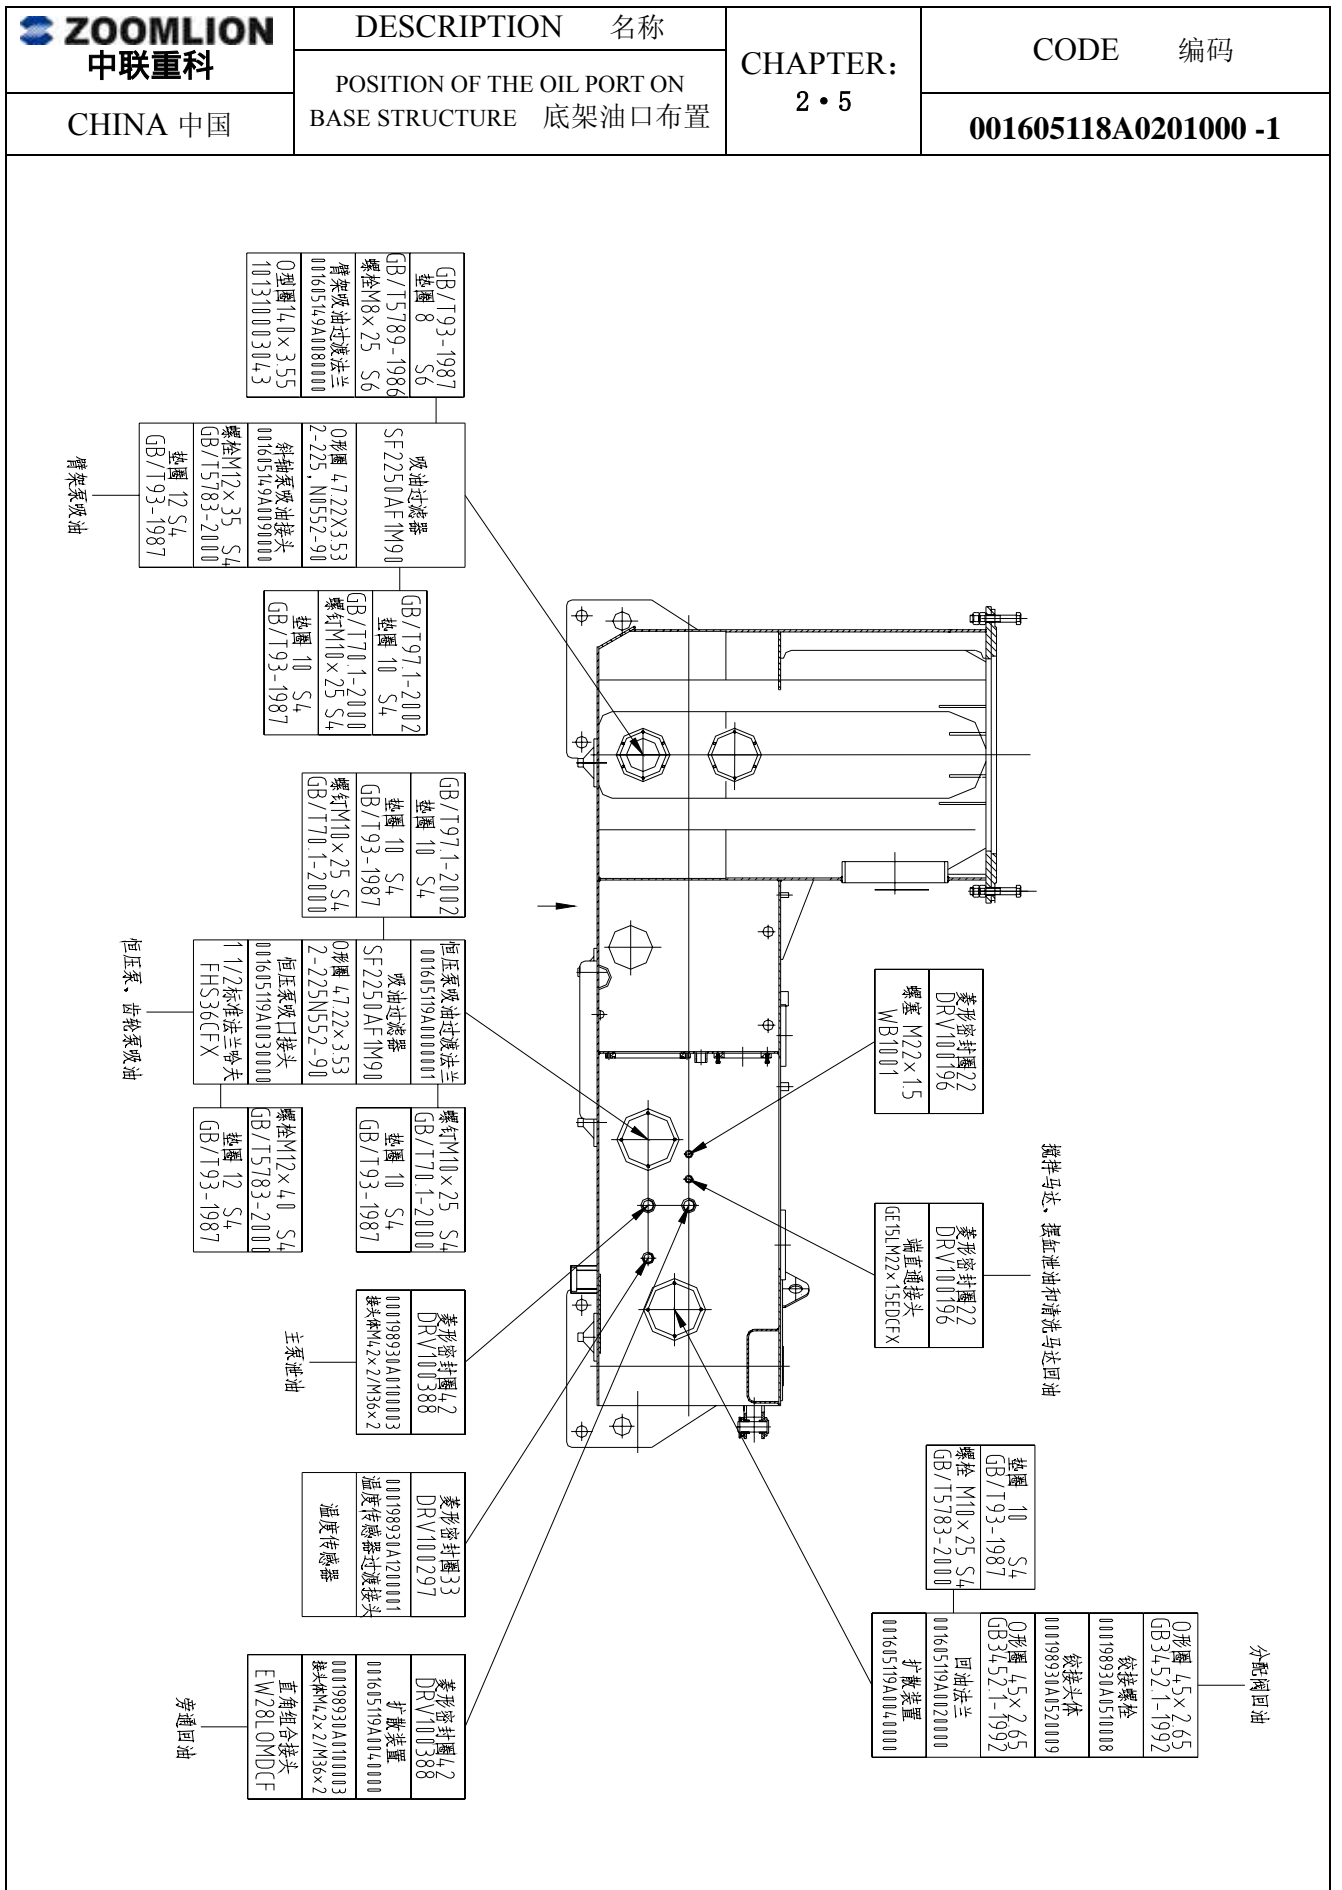 ZOOMLION
中联重科
CHINA 中国
DESCRIPTION 名称
POSITION OF THE OIL PORT ON
BASE STRUCTURE 底架油口布置
CHAPTER:
2·5
CODE 编码
001605118A0201000 -1
GB/T93-1987
垫圈 8 S6
GB/T5789-1986
螺栓M8×25 S6
臂架吸油过渡法兰
001605149A0080000
O型圈140×3.55
101310003043
吸油过滤器
SF2250AF1M90
O形圈 47.22X3.53
2-225,N0552-90
斜轴泵吸油接头
001605149A0090000
螺栓M12×35 S4
GB/T5783-2000
垫圈 12 S4
GB/T93-1987
臂架泵吸油
GB/T97.1-2002
垫圈 10 S4
GB/T70.1-2000
螺钉M10×25 S4
垫圈 10 S4
GB/T93-1987
GB/T97.1-2002
垫圈 10 S4
垫圈 10 S4
GB/T93-1987
螺钉M10×25 S4
GB/T70.1-2000
恒压泵吸油过渡法兰
001605119A0000001
吸油过滤器
SF2250AF1M90
O形圈 47.22×3.53
2-225N552-90
恒压泵吸口接头
001605119A0030000
1 1/2标准法兰哈夫
FHS36CFX
恒压泵、齿轮泵吸油
螺钉M10×25 S4
GB/T70.1-2000
垫圈 10 S4
GB/T93-1987
螺栓M12×40 S4
GB/T5783-2000
垫圈 12 S4
GB/T93-1987
菱形密封圈22
DRV100196
螺塞 M22×1.5
WB1001
搅拌马达、摆缸泄油和清洗马达回油
菱形密封圈22
DRV100196
端直通接头
GE15LM22×1.5EDCFX
菱形密封圈42
DRV100388
000198930A0100003
接头体M42×2/M36×2
主泵泄油
菱形密封圈33
DRV100297
000198930A1200001
温度传感器过渡接头
温度传感器
菱形密封圈42
DRV100388
扩散装置
001605119A0040000
000198930A0100003
接头体M42×2/M36×2
直角组合接头
EW28LOMDCF
旁通回油
垫圈 10 S4
GB/T93-1987
螺栓 M10×25 S4
GB/T5783-2000
O形圈 45×2.65
GB3452.1-1992
铰接螺栓
000198930A0510008
铰接头体
000198930A0520009
O形圈 45×2.65
GB3452.1-1992
回油法兰
001605119A0020000
扩散装置
001605119A0040000
分配阀回油